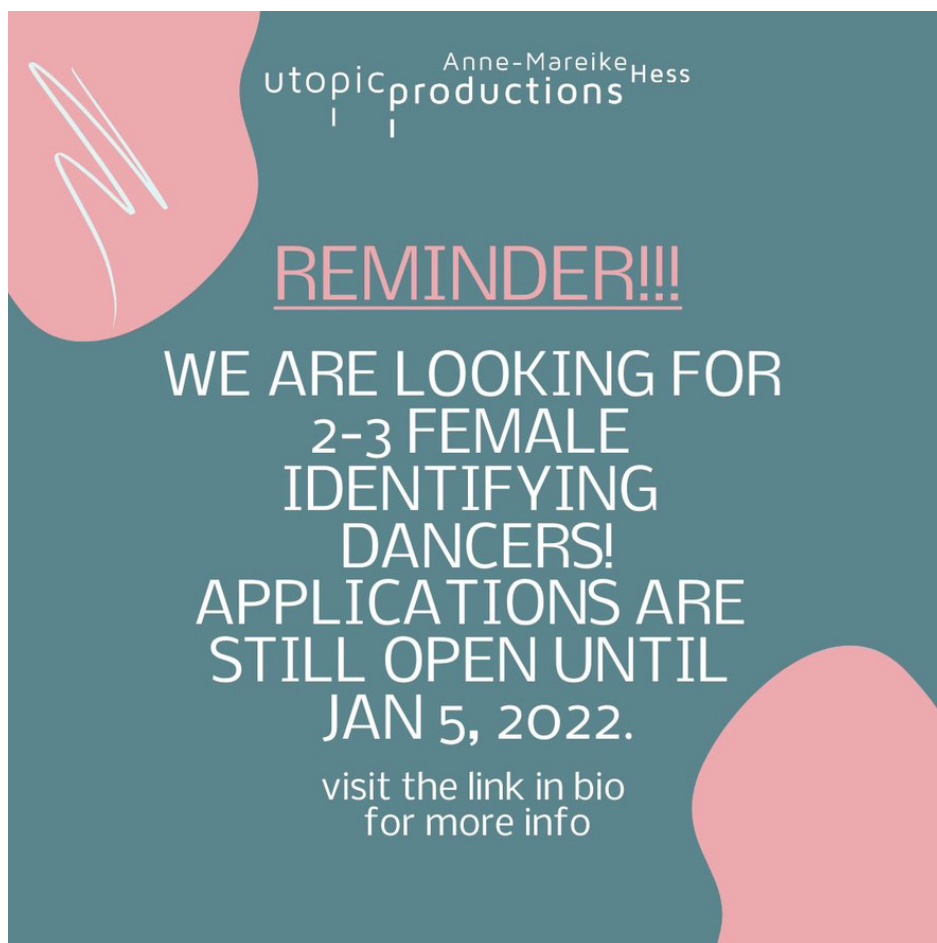 utopic productions Anne-Mareike Hess
REMINDER!!!
WE ARE LOOKING FOR
2-3 FEMALE
IDENTIFYING
DANCERS!
APPLICATIONS ARE
STILL OPEN UNTIL
JAN 5, 2022.
visit the link in bio
for more info